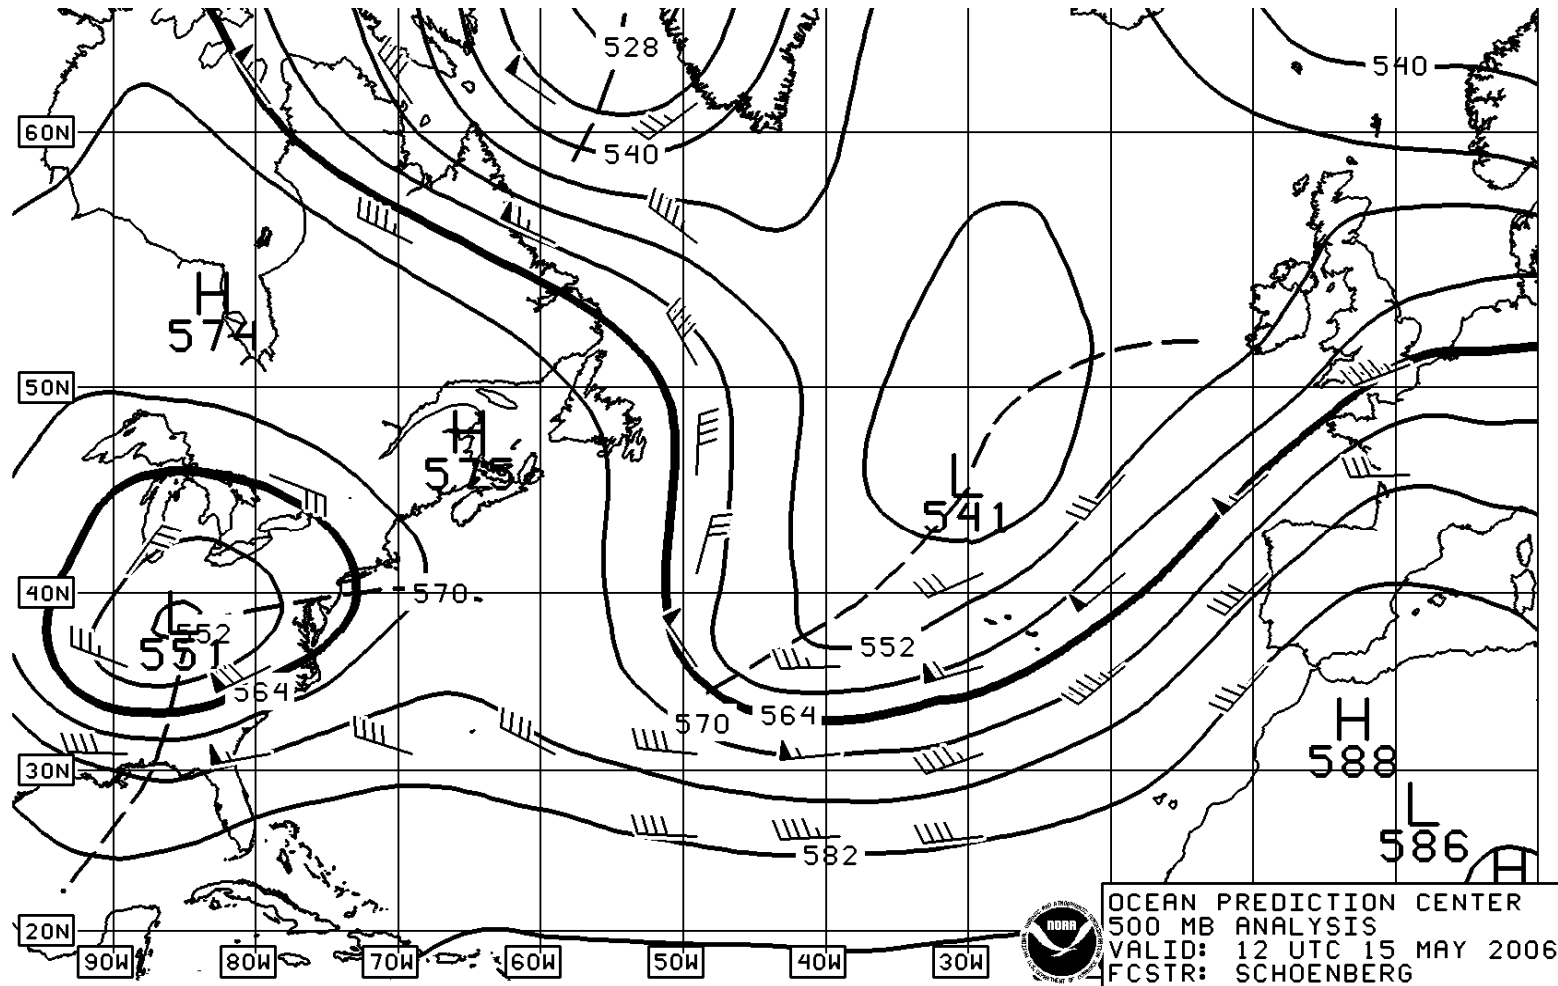 528
540
540
60N
H
574
50N
H
575
L
541
40N
570
L
552
551
552
564
570
564
H
588
30N
L
586
582
H
20N
90W
80W
70W
60W
50W
40W
30W
NOAA
OCEAN PREDICTION CENTER
500 MB ANALYSIS
VALID: 12 UTC 15 MAY 2006
FCSTR: SCHOENBERG